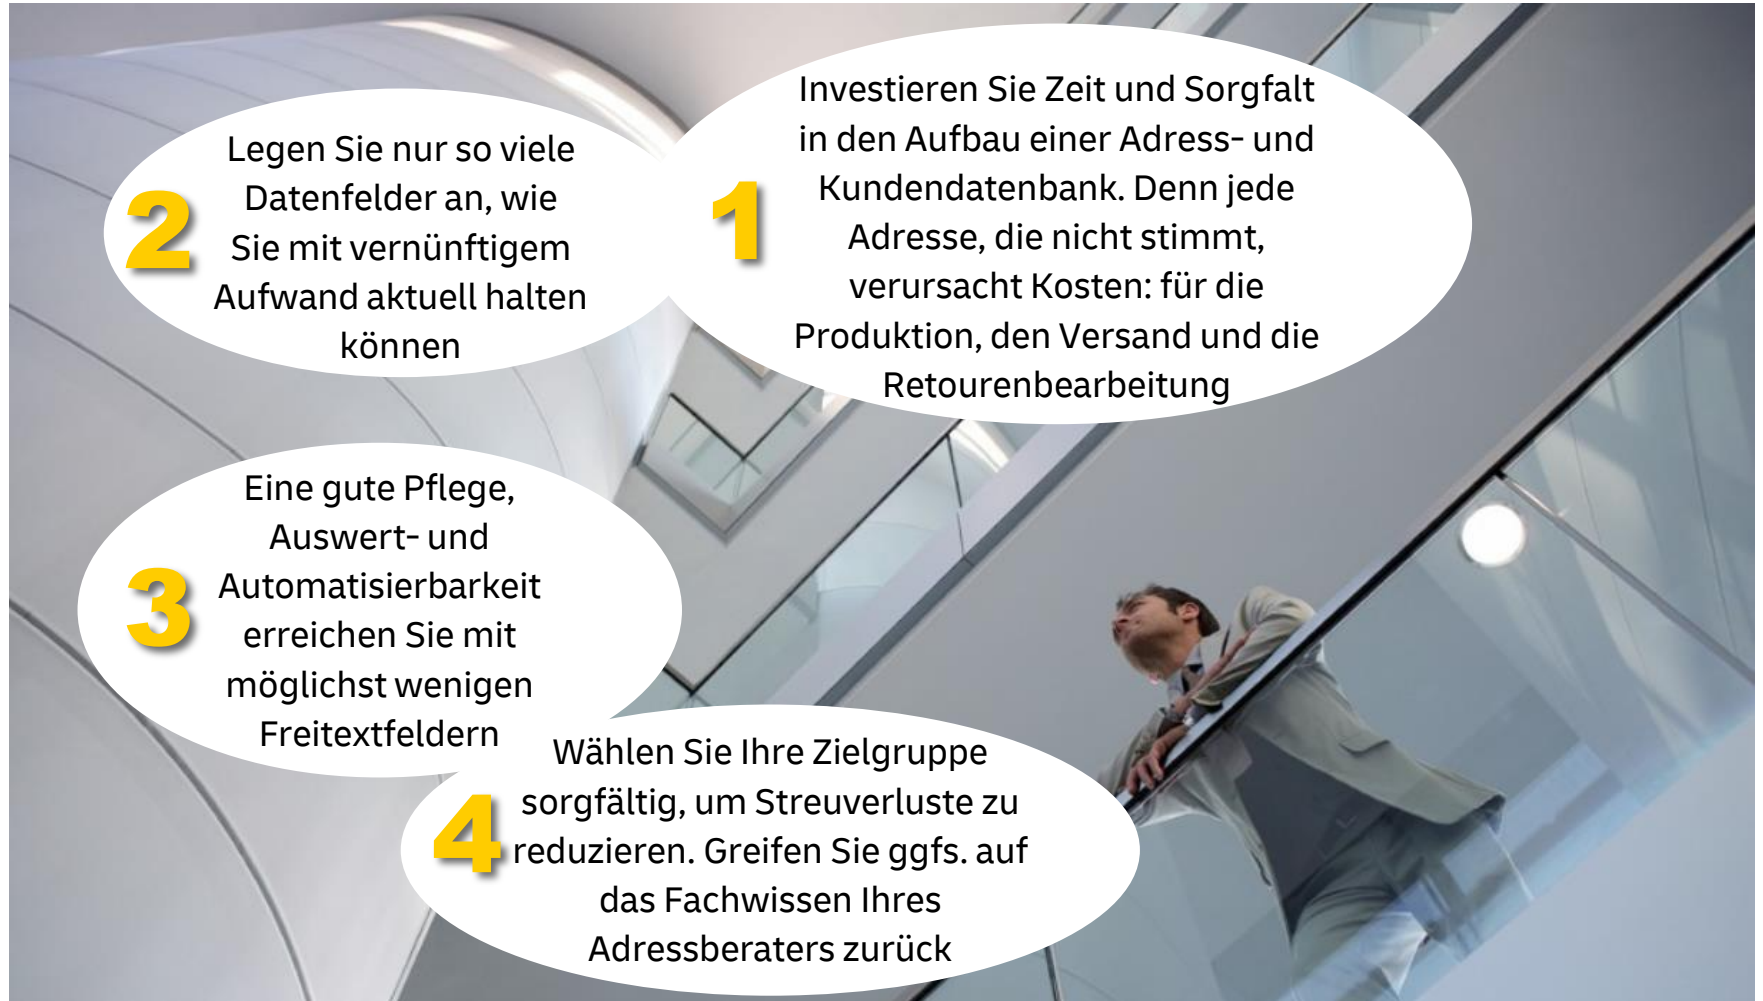 1
Investieren Sie Zeit und Sorgfalt
in den Aufbau einer Adress- und
Kundendatenbank. Denn jede
Adresse, die nicht stimmt,
verursacht Kosten: für die
Produktion, den Versand und die
Retourenbearbeitung
2
Legen Sie nur so viele
Datenfelder an, wie
Sie mit vernünftigem
Aufwand aktuell halten
können
3
Eine gute Pflege,
Auswert- und
Automatisierbarkeit
erreichen Sie mit
möglichst wenigen
Freitextfeldern
4
Wählen Sie Ihre Zielgruppe
sorgfältig, um Streuverluste zu
reduzieren. Greifen Sie ggfs. auf
das Fachwissen Ihres
Adressberaters zurück